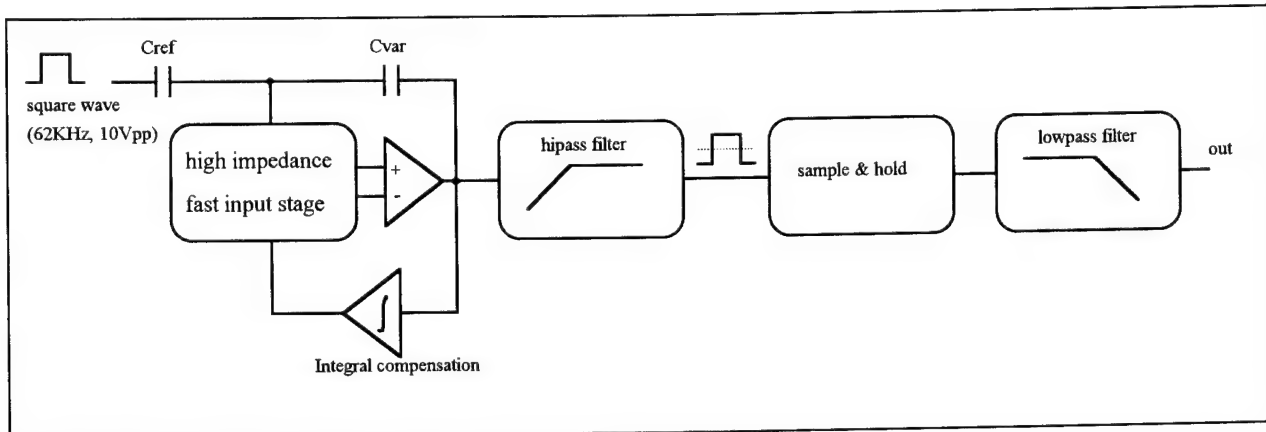 Cref
Cvar
square wave
(62KHz, 10Vpp)
high impedance
fast input stage
+
-
hipass filter
sample & hold
lowpass filter
out
∫
Integral compensation